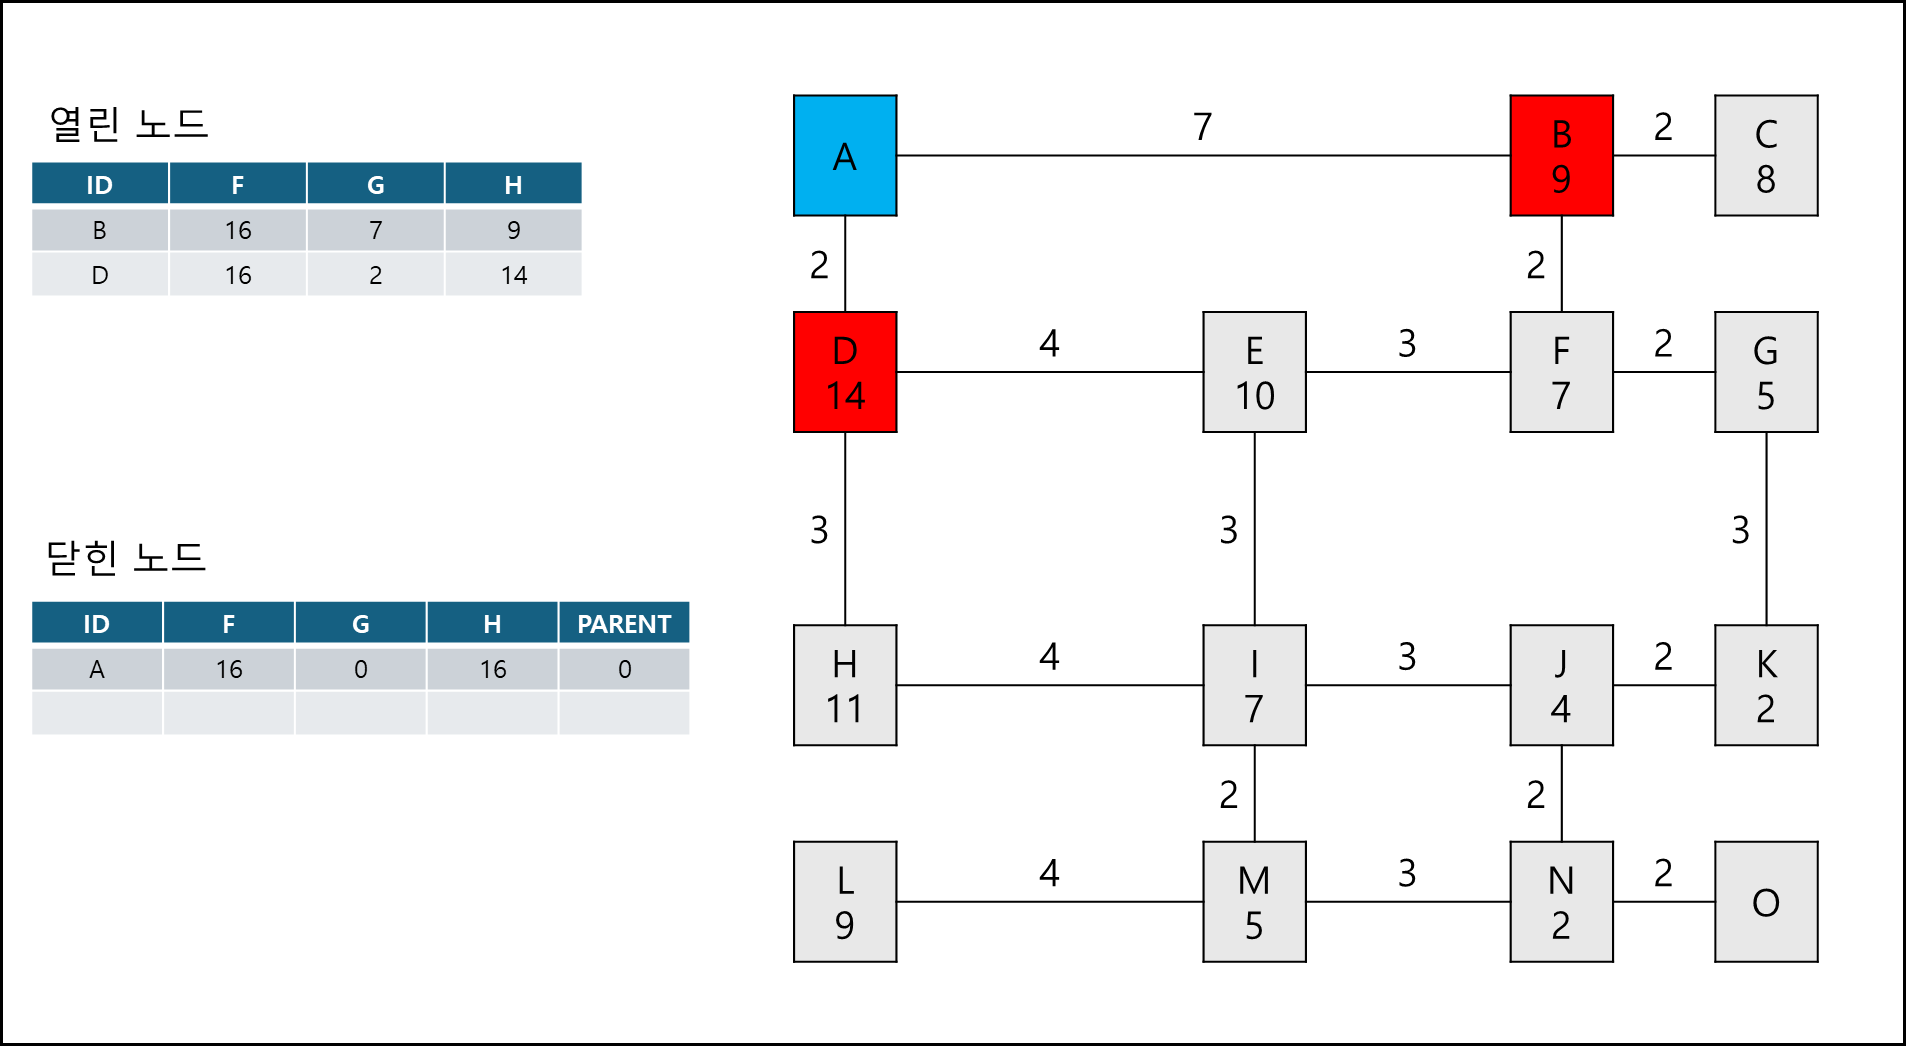 열린 노드
ID F G H
B 16 7 9
D 16 2 14
닫힌 노드
ID F G H PARENT
A 16 0 16 0
A 7 B 2 C
9 8
2 2
D 4 E 3 F 2 G
14 10 7 5
3 3 3
H 4 I 3 J 2 K
11 7 4 2
2 2
L 4 M 3 N 2 O
9 5 2